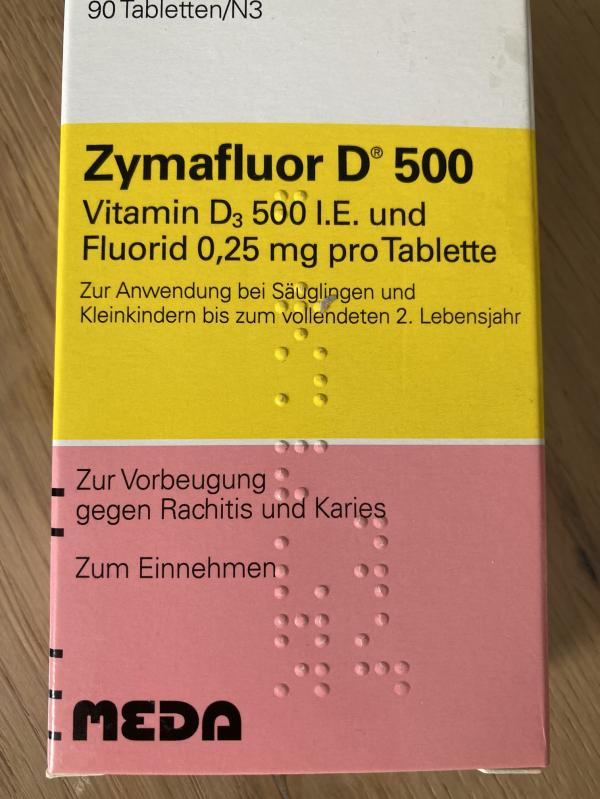 90 Tabletten/N3
Zymafluor D® 500
Vitamin D₃ 500 I.E. und
Fluorid 0,25 mg pro Tablette
Zur Anwendung bei Säuglingen und
Kleinkindern bis zum vollendeten 2. Lebensjahr
Zur Vorbeugung
gegen Rachitis und Karies
Zum Einnehmen
MEDA